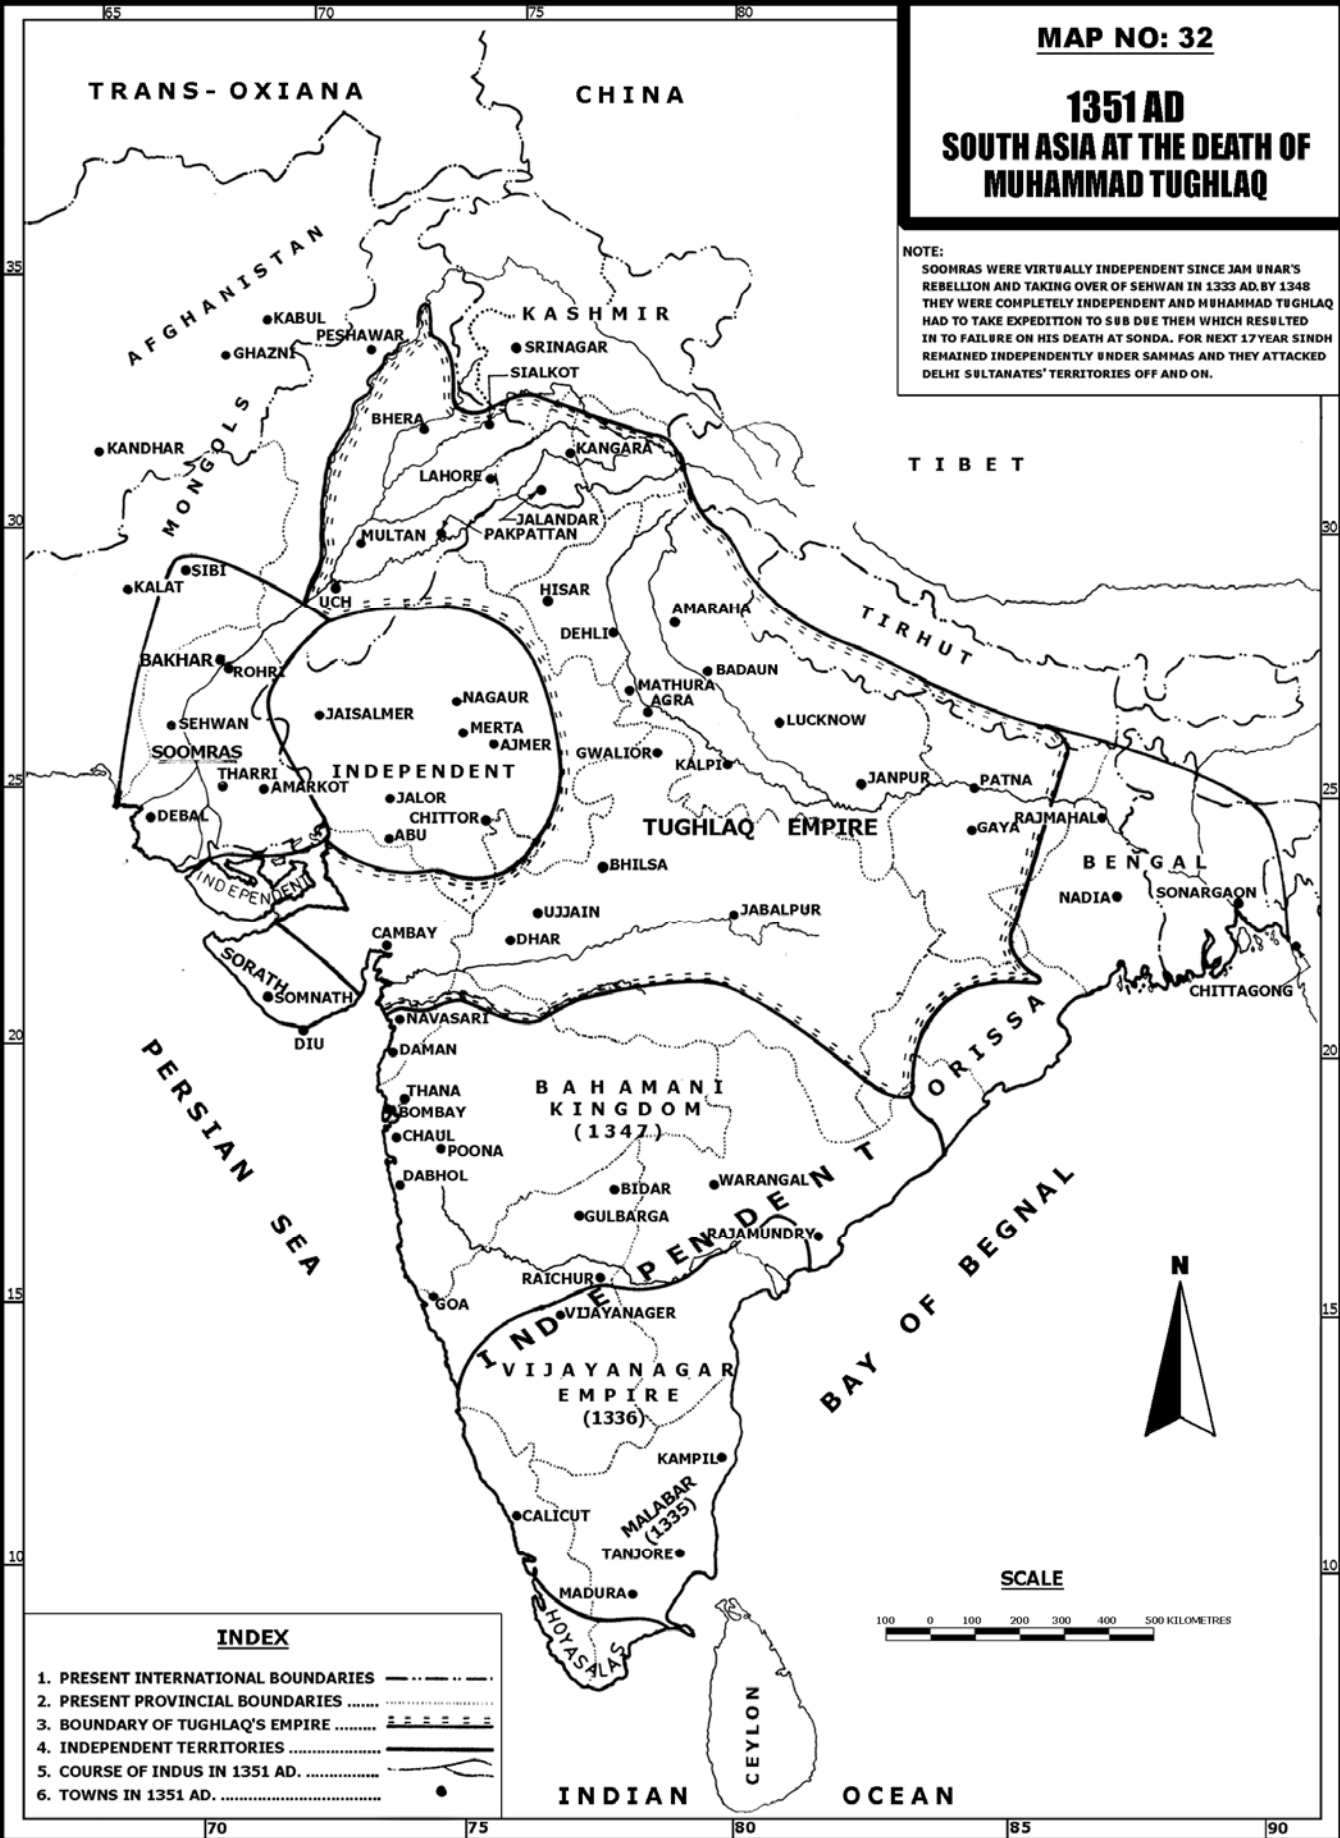 65 70 75 80
MAP NO: 32
1351 AD
SOUTH ASIA AT THE DEATH OF
MUHAMMAD TUGHLAQ
NOTE:
SOOMRAS WERE VIRTUALLY INDEPENDENT SINCE JAM UNAR'S
REBELLION AND TAKING OVER OF SEHWAN IN 1333 AD.BY 1348
THEY WERE COMPLETELY INDEPENDENT AND MUHAMMAD TUGHLAQ
HAD TO TAKE EXPEDITION TO SUB DUE THEM WHICH RESULTED
IN TO FAILURE ON HIS DEATH AT SONDA. FOR NEXT 17YEAR SINDH
REMAINED INDEPENDENTLY UNDER SAMMAS AND THEY ATTACKED
DELHI SULTANATES' TERRITORIES OFF AND ON.
TRANS- OXIANA
CHINA
35
AFGHANISTAN
KASHMIR
KABUL
PESHAWAR
GHAZNI
SRINAGAR
SIALKOT
BHERA
MONGOLS
KANDHAR
KANGARA
TIBET
LAHORE
30
30
JALANDAR
MULTAN
PAKPATTAN
SIBI
KALAT
UCH
HISAR
AMARAHA
TIRHUT
DEHLI
BAKHAR
ROHRI
BADAUN
MATHURA
NAGAUR
AGRA
JAISALMER
SEHWAN
MERTA
LUCKNOW
AJMER
SOOMRAS
GWALIOR
KALPI
INDEPENDENT
THARRI
25
25
AMARKOT
JANPUR
PATNA
JALOR
DEBAL
CHITTOR
RAJMAHAL
TUGHLAQ EMPIRE
GAYA
ABU
BHILSA
BENGAL
INDEPENDENT
NADIA
SONARGAON
UJJAIN
JABALPUR
CAMBAY
DHAR
SORATH
SOMNATH
CHITTAGONG
NAVASARI
ORISSA
20
20
DIU
DAMAN
PERSIAN SEA
BAHAMANI
KINGDOM
(1347)
THANA
BOMBAY
CHAUL
POONA
DABHOL
WARANGAL
BIDAR
GULBARGA
RAJAMUNDRY
INDEPENDENT
BAY OF BEGNAL
N
RAICHUR
15
15
GOA
VIJAYANAGER
VIJAYANAGAR
EMPIRE
(1336)
KAMPIL
MALABAR
(1335)
CALICUT
TANJORE
10
10
MADURA
HOYASALAS
SCALE
100 0 100 200 300 400 500 KILOMETRES
CEYLON
INDIAN OCEAN
INDEX
1. PRESENT INTERNATIONAL BOUNDARIES
2. PRESENT PROVINCIAL BOUNDARIES .......
3. BOUNDARY OF TUGHLAQ'S EMPIRE .........
4. INDEPENDENT TERRITORIES ....................
5. COURSE OF INDUS IN 1351 AD. ................
6. TOWNS IN 1351 AD. ...................................
70 75 80 85 90